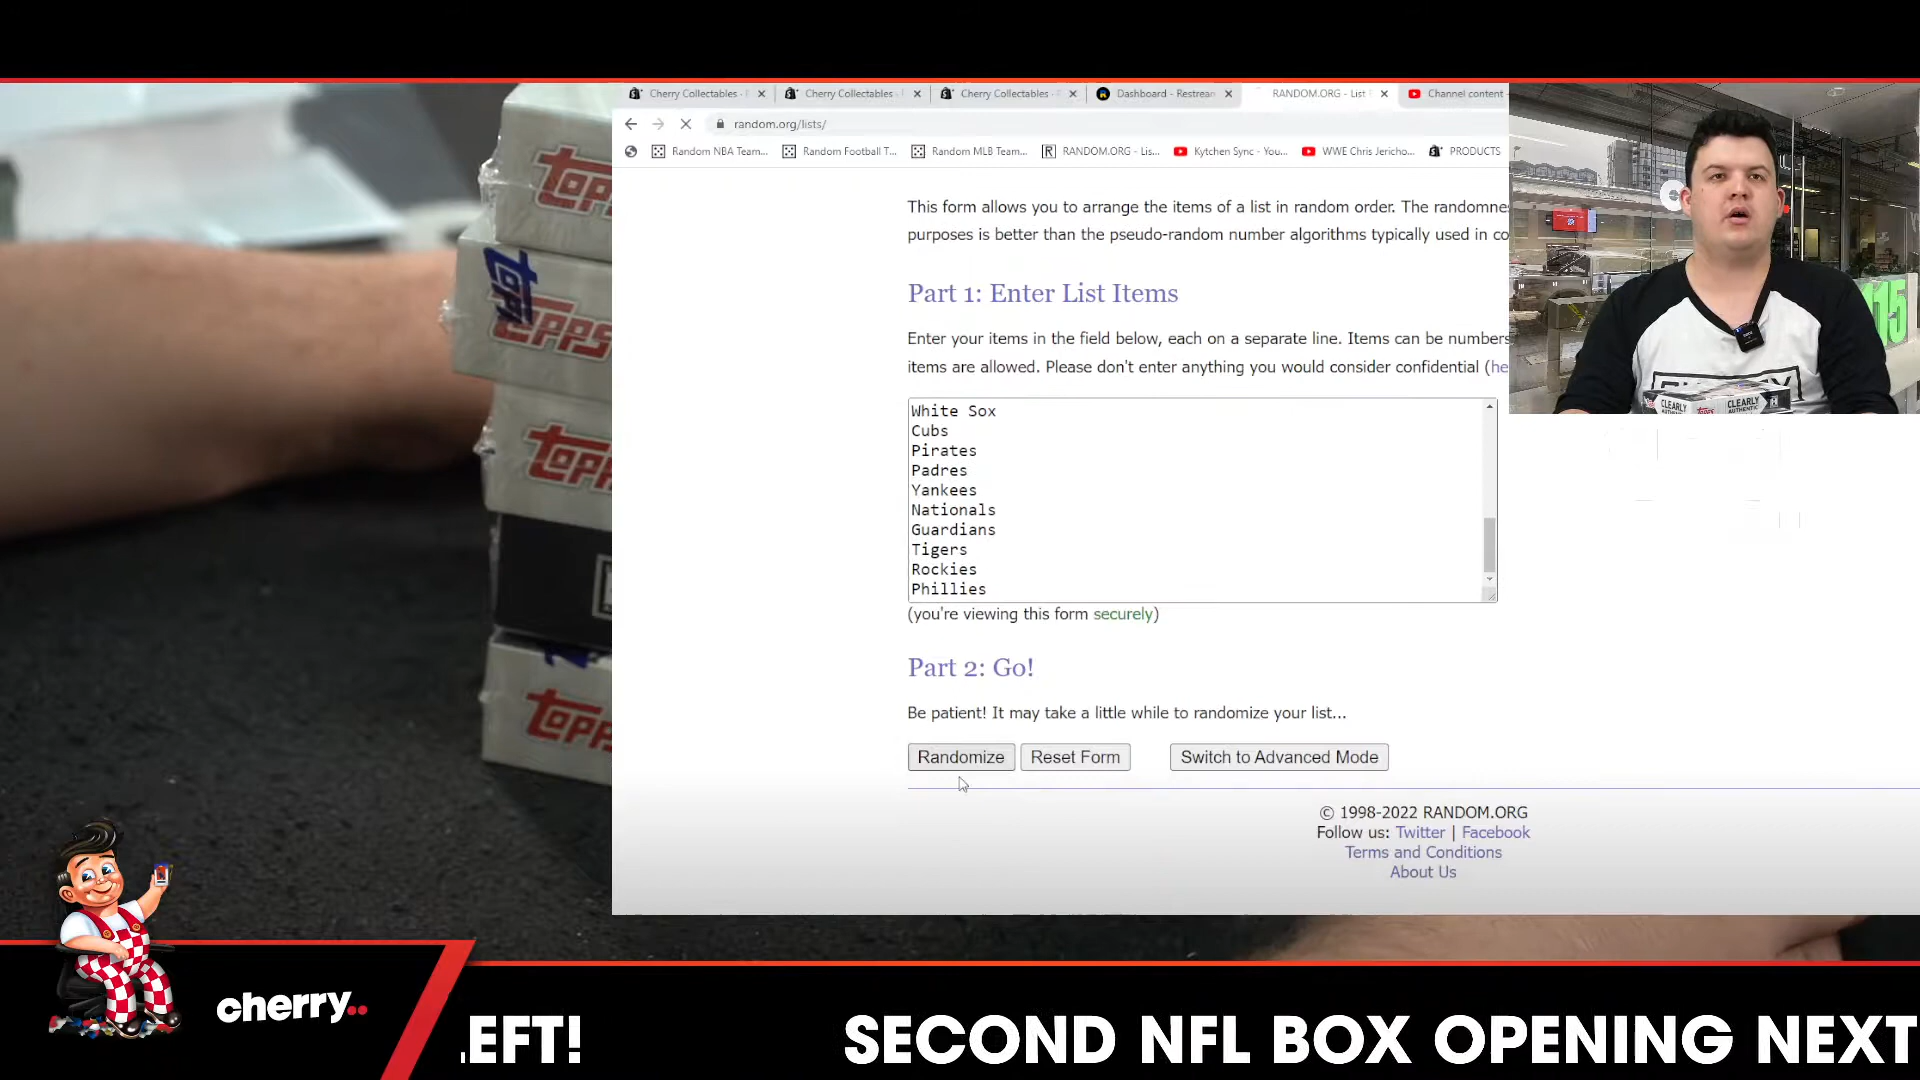 Cherry Collectables -
Cherry Collectables -
Cherry Collectables -
Dashboard - Restrean
RANDOM.ORG - List
Channel content -
random.org/lists/
Random NBA Team...
Random Football T...
Random MLB Team...
RANDOM.ORG - Lis...
Kytchen Sync - You...
WWE Chris Jericho...
PRODUCTS
This form allows you to arrange the items of a list in random order. The randomne
purposes is better than the pseudo-random number algorithms typically used in co
Part 1: Enter List Items
Enter your items in the field below, each on a separate line. Items can be numbers
items are allowed. Please don't enter anything you would consider confidential (he
White Sox
Cubs
Pirates
Padres
Yankees
Nationals
Guardians
Tigers
Rockies
Phillies
(you're viewing this form securely)
Part 2: Go!
Be patient! It may take a little while to randomize your list...
Randomize
Reset Form
Switch to Advanced Mode
© 1998-2022 RANDOM.ORG
Follow us: Twitter | Facebook
Terms and Conditions
About Us
115
CLEARLY AUTHENTIC
CLEARLY AUTHENTIC
TOPPS
cherry..
EFT!
SECOND NFL BOX OPENING NEXT